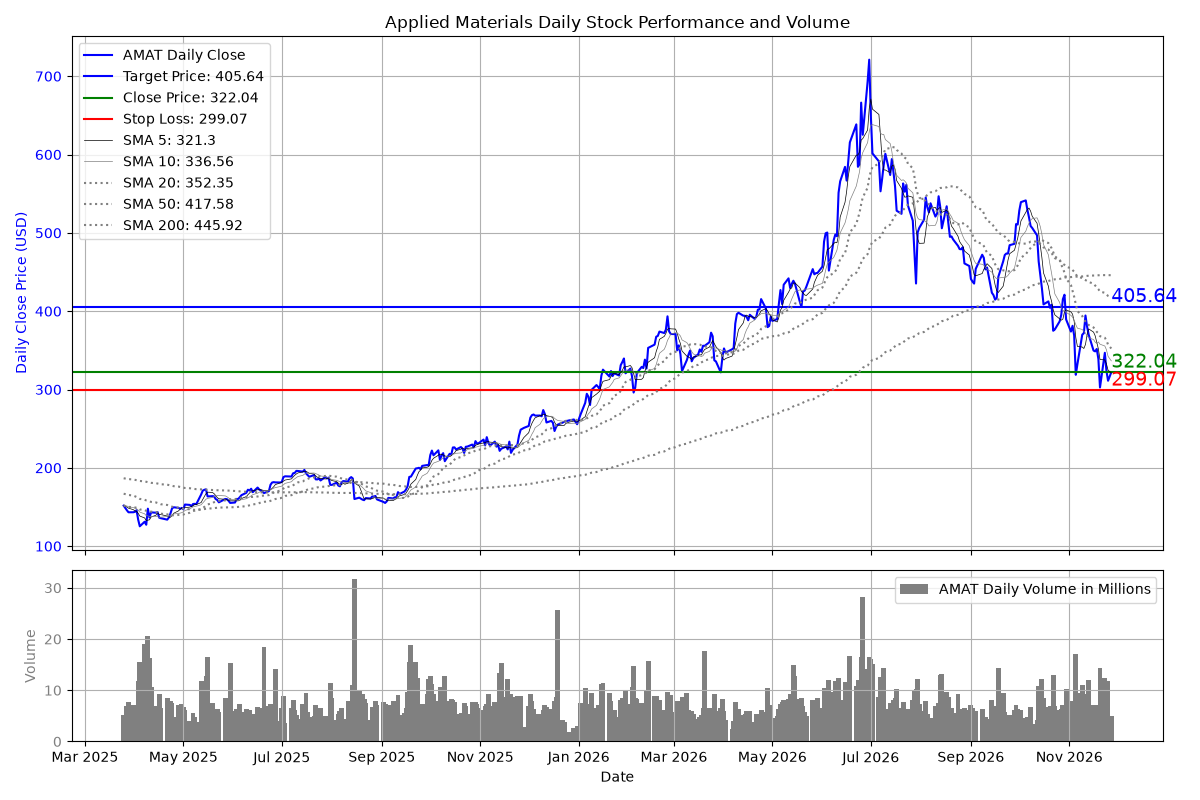 Applied Materials Daily Stock Performance and Volume
AMAT Daily Close
Target Price: 405.64
Close Price: 322.04
Stop Loss: 299.07
SMA 5: 321.3
SMA 10: 336.56
SMA 20: 352.35
SMA 50: 417.58
SMA 200: 445.92
Daily Close Price (USD)
700
600
500
400
300
200
100
405.64
322.04
299.07
AMAT Daily Volume in Millions
Volume
30
20
10
0
Mar 2025 May 2025 Jul 2025 Sep 2025 Nov 2025 Jan 2026 Mar 2026 May 2026 Jul 2026 Sep 2026 Nov 2026
Date